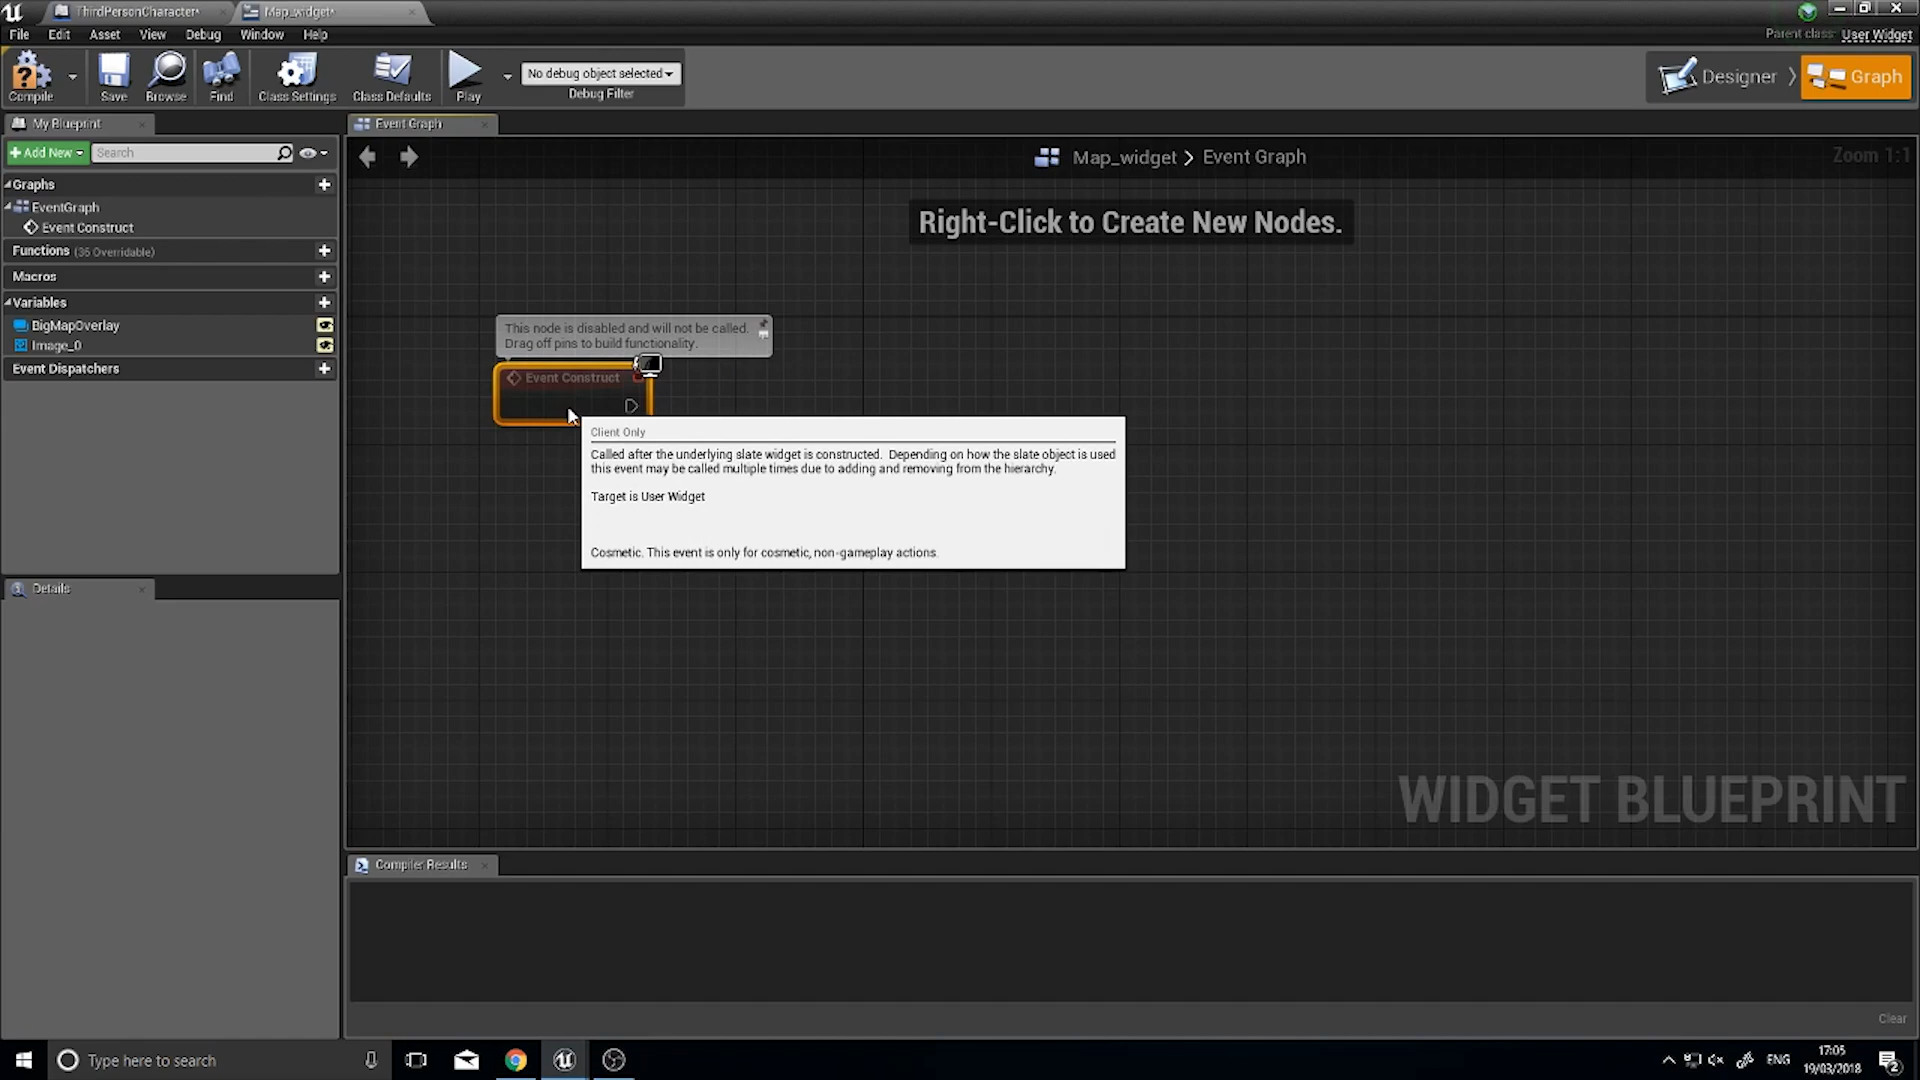 ThirdPersonCharacter*
Map_widget*
File Edit Asset View Debug Window Help
Parent class: User Widget
Compile
Save
Browse
Find
Class Settings
Class Defaults
Play
No debug object selected
Debug Filter
Designer
Graph
My Blueprint
Event Graph
Add New
Search
Map_widget > Event Graph
Zoom 1:1
Graphs
EventGraph
Event Construct
Functions (35 Overridable)
Macros
Variables
BigMapOverlay
Image_0
Event Dispatchers
Right-Click to Create New Nodes.
This node is disabled and will not be called.
Drag off pins to build functionality.
Event Construct
Client Only
Called after the underlying slate widget is constructed. Depending on how the slate object is used
this event may be called multiple times due to adding and removing from the hierarchy.
Target is User Widget
Cosmetic. This event is only for cosmetic, non-gameplay actions.
Details
WIDGET BLUEPRINT
Compiler Results
Clear
Type here to search
ENG
17:05
19/03/2018
2